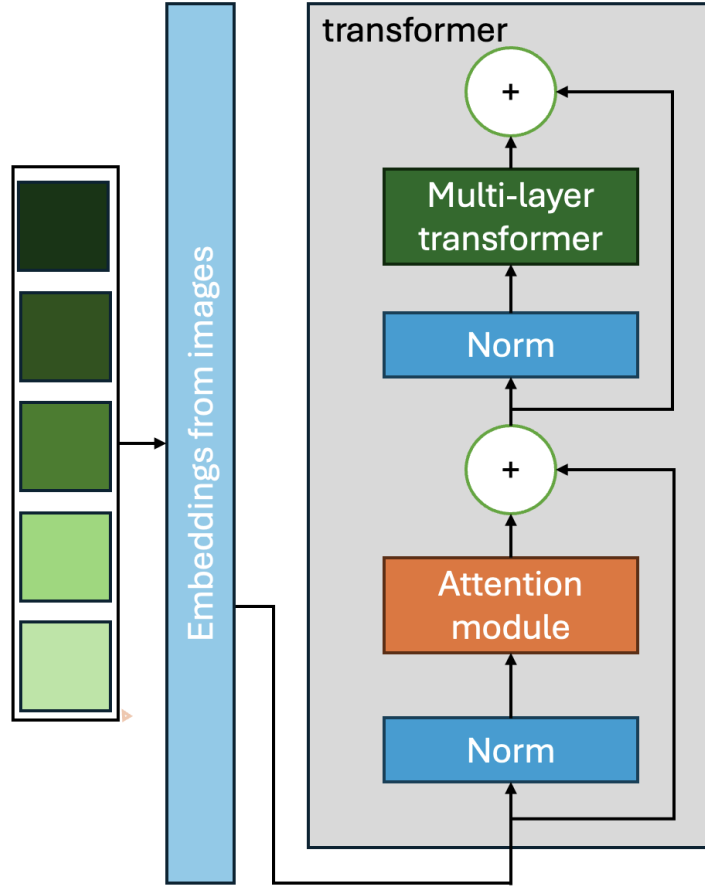 transformer
+
Multi-layer
transformer
Norm
+
Attention
module
Norm
Embeddings from images